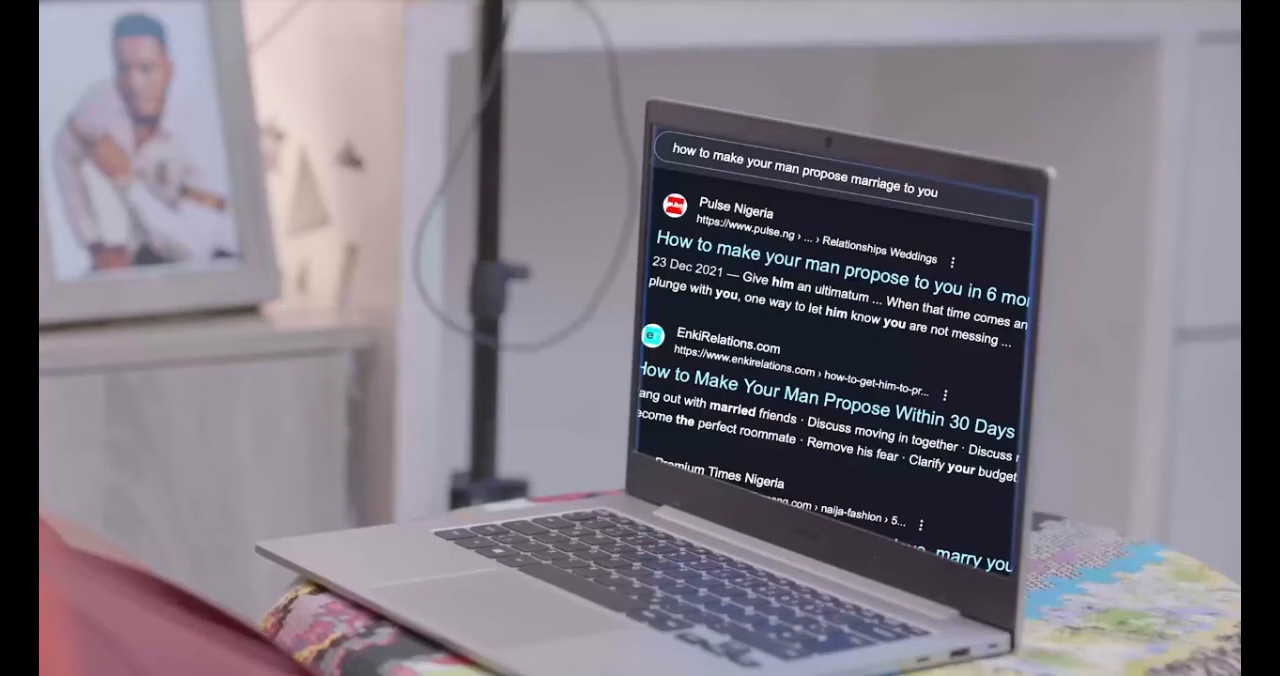 how to make your man propose marriage to you
Pulse Nigeria
https://www.pulse.ng › ... › Relationships Weddings
How to make your man propose to you in 6
23 Dec 2021 — Give him an ultimatum ... When that time comes an
plunge with you, one way to let him know you are not messing ...
EnkiRelations.com
https://www.enkirelations.com › how-to-get-him-to-pr...
How to Make Your Man Propose Within 30 Days
ang out with married friends · Discuss moving in together · Discuss
ecome the perfect roommate · Remove his fear · Clarify your budget
Premium Times Nigeria
ng.com › naija-fashion › 5...
marry you